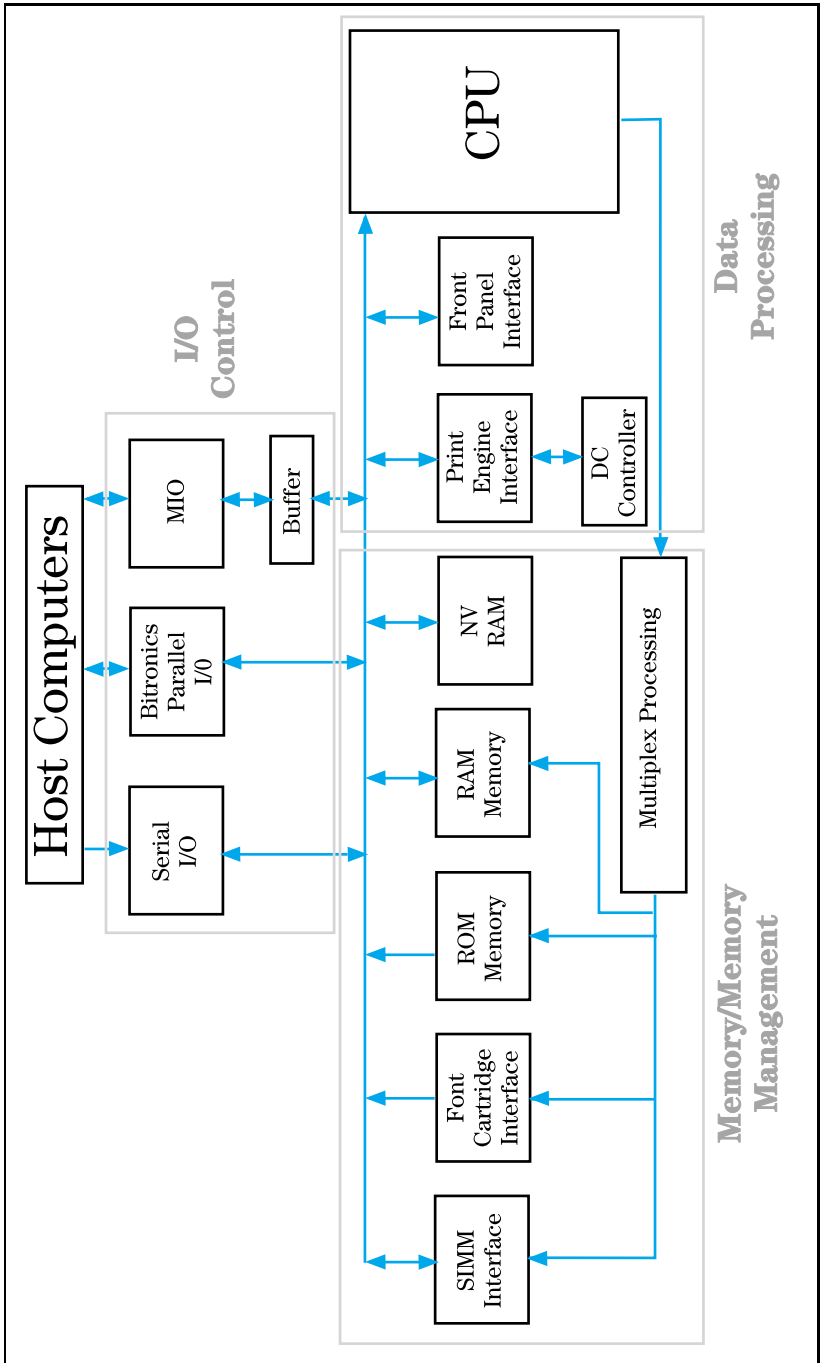 Host Computers
Serial
I/O
Bitronics
Parallel
I/0
MIO
Buffer
I/O
Control
SIMM
Interface
Font
Cartridge
Interface
ROM
Memory
RAM
Memory
NV
RAM
Print
Engine
Interface
Front
Panel
Interface
CPU
DC
Controller
Multiplex Processing
Memory/Memory
Management
Data
Processing